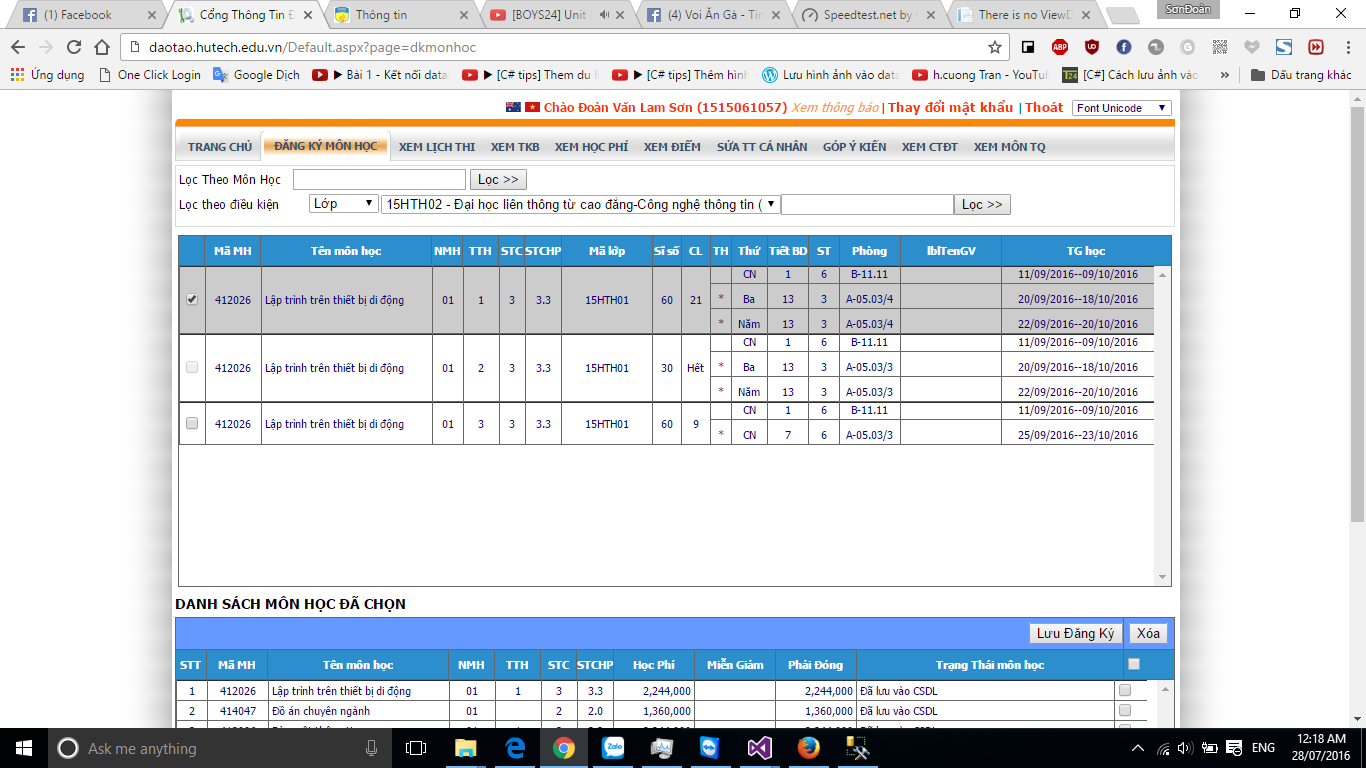 SơnĐoàn
(1) Facebook
Cổng Thông Tin Đ
Thông tin
[BOYS24] Unit
(4) Voi Ăn Gà - Tin
Speedtest.net by
There is no ViewD
daotao.hutech.edu.vn/Default.aspx?page=dkmonhoc
Ứng dụng One Click Login Google Dịch ▶ Bài 1 - Kết nối data ▶ [C# tips] Them du li ▶ [C# tips] Thêm hình Lưu hình ảnh vào data h.cuong Tran - YouTu [C#] Cách lưu ảnh vào » Dấu trang khác
Chào Đoàn Văn Lam Sơn (1515061057) Xem thông báo | Thay đổi mật khẩu | Thoát Font Unicode
TRANG CHỦ ĐĂNG KÝ MÔN HỌC XEM LỊCH THI XEM TKB XEM HỌC PHÍ XEM ĐIỂM SỬA TT CÁ NHÂN GÓP Ý KIẾN XEM CTĐT XEM MÔN TQ
Lọc Theo Môn Học Lọc >>
Lọc theo điều kiện Lớp 15HTH02 - Đại học liên thông từ cao đẳng-Công nghệ thông tin ( Lọc >>
Mã MH Tên môn học NMH TTH STC STCHP Mã lớp Sĩ số CL TH Thứ Tiết BD ST Phòng lblTenGV TG học
CN 1 6 B-11.11 11/09/2016--09/10/2016
412026 Lập trình trên thiết bị di động 01 1 3 3.3 15HTH01 60 21 * Ba 13 3 A-05.03/4 20/09/2016--18/10/2016
* Năm 13 3 A-05.03/4 22/09/2016--20/10/2016
CN 1 6 B-11.11 11/09/2016--09/10/2016
412026 Lập trình trên thiết bị di động 01 2 3 3.3 15HTH01 30 Hết * Ba 13 3 A-05.03/3 20/09/2016--18/10/2016
* Năm 13 3 A-05.03/3 22/09/2016--20/10/2016
CN 1 6 B-11.11 11/09/2016--09/10/2016
412026 Lập trình trên thiết bị di động 01 3 3 3.3 15HTH01 60 9
* CN 7 6 A-05.03/3 25/09/2016--23/10/2016
DANH SÁCH MÔN HỌC ĐÃ CHỌN
Lưu Đăng Ký Xóa
STT Mã MH Tên môn học NMH TTH STC STCHP Học Phí Miễn Giảm Phải Đóng Trạng Thái môn học
1 412026 Lập trình trên thiết bị di động 01 1 3 3.3 2,244,000 2,244,000 Đã lưu vào CSDL
2 414047 Đồ án chuyên ngành 01 2 2.0 1,360,000 1,360,000 Đã lưu vào CSDL
Ask me anything
Zalo
ENG
12:18 AM
28/07/2016